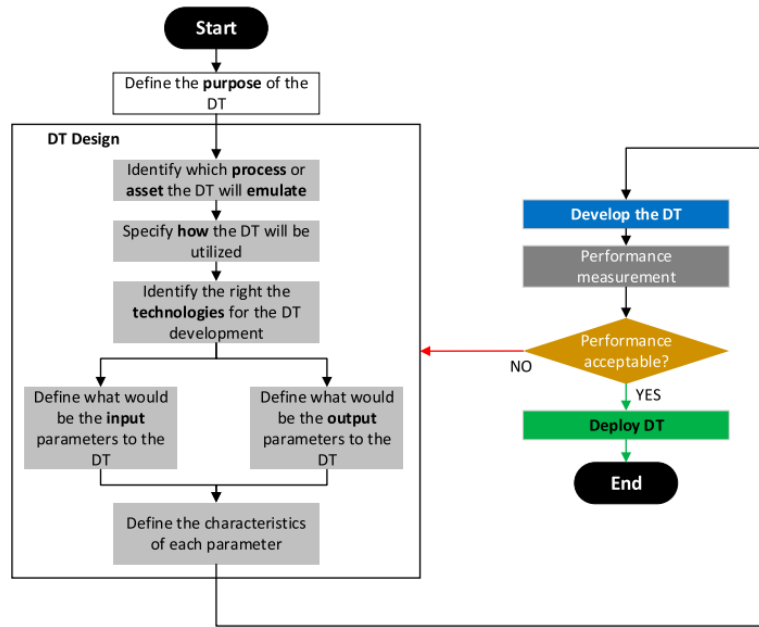 Start
Define the purpose of the
DT
DT Design
Identify which process or
asset the DT will emulate
Specify how the DT will be
utilized
Identify the right the
technologies for the DT
development
Define what would
be the input
parameters to the
DT
Define what would
be the output
parameters to the
DT
Define the characteristics
of each parameter
Develop the DT
Performance
measurement
Performance
acceptable?
NO
YES
Deploy DT
End